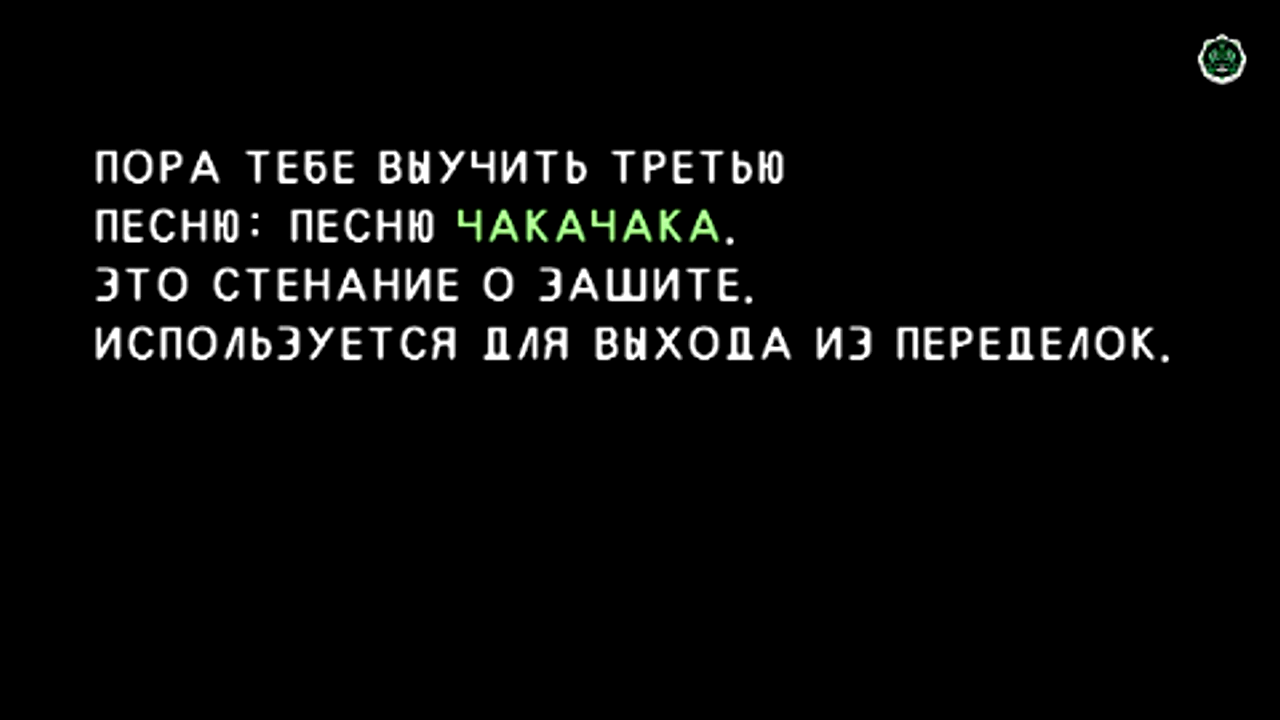 ПОРА ТЕБЕ ВЫУЧИТЬ ТРЕТЬЮ
ПЕСНЮ: ПЕСНЮ ЧАКАЧАКА.
ЭТО СТЕНАНИЕ О ЗАШИТЕ.
ИСПОЛЬЗУЕТСЯ ДЛЯ ВЫХОДА ИЗ ПЕРЕДЕЛОК.